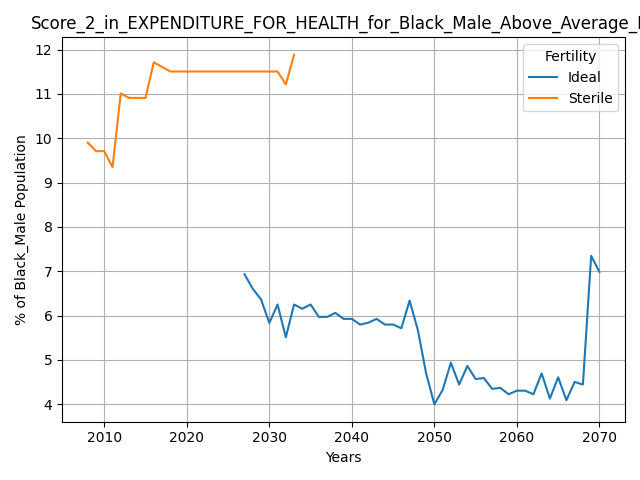 Score_2_in_EXPENDITURE_FOR_HEALTH_for_Black_Male_Above_Average_
12
11
10
9
8
7
6
5
4
% of Black_Male Population
Fertility
Ideal
Sterile
2010 2020 2030 2040 2050 2060 2070
Years